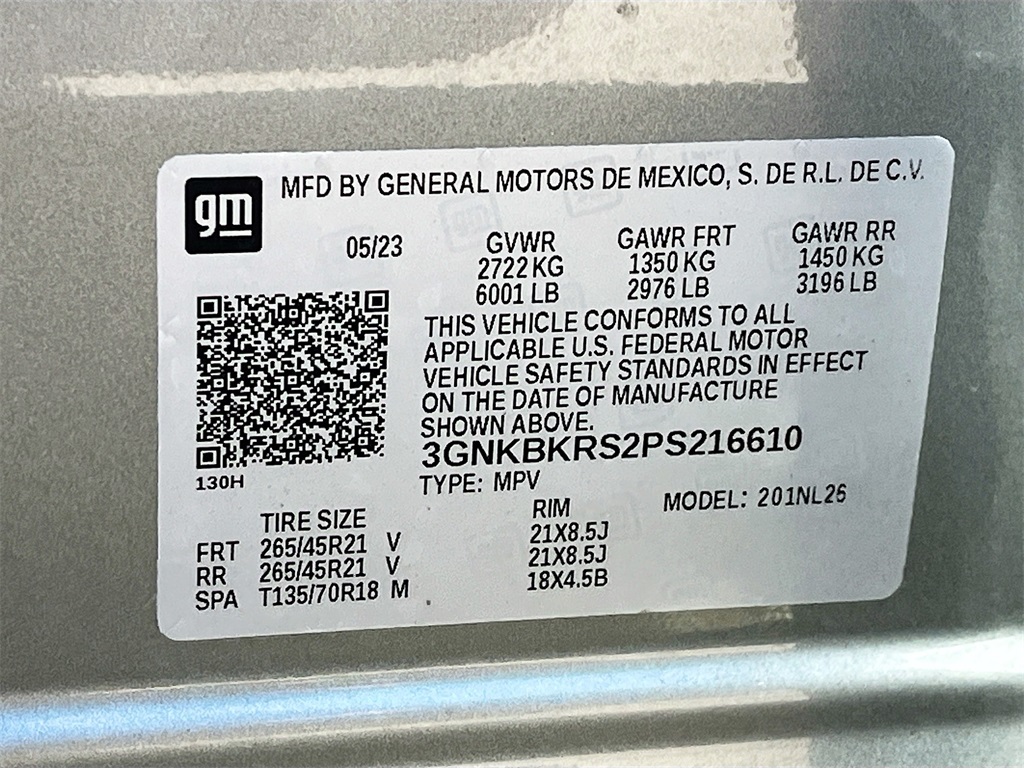 gm
MFD BY GENERAL MOTORS DE MEXICO, S. DE R.L. DE C.V.
05/23 GVWR GAWR FRT GAWR RR
2722 KG 1350 KG 1450 KG
6001 LB 2976 LB 3196 LB
THIS VEHICLE CONFORMS TO ALL
APPLICABLE U.S. FEDERAL MOTOR
VEHICLE SAFETY STANDARDS IN EFFECT
ON THE DATE OF MANUFACTURE
SHOWN ABOVE.
3GNKBKRS2PS216610
130H
TYPE: MPV MODEL: 201NL26
TIRE SIZE RIM
FRT 265/45R21 V 21X8.5J
RR 265/45R21 V 21X8.5J
SPA T135/70R18 M 18X4.5B